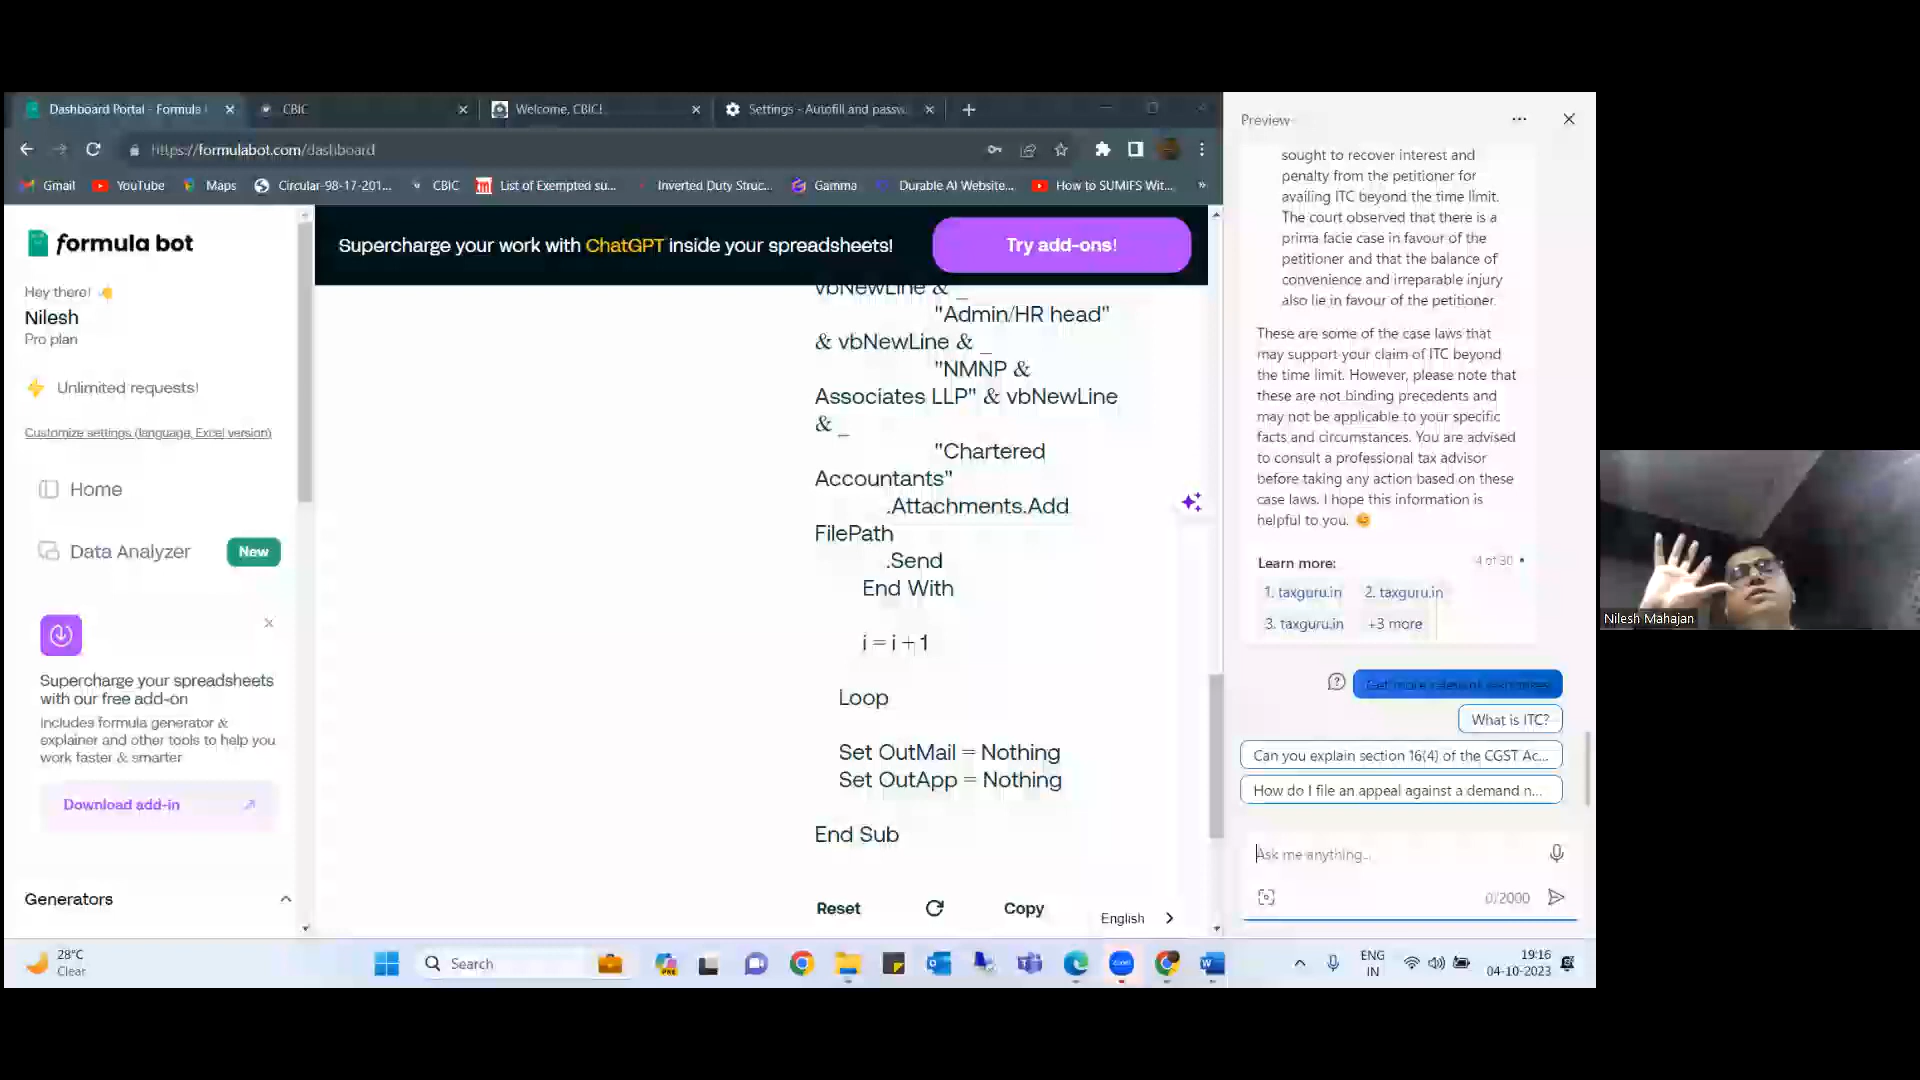 Dashboard Portal - Formula
CBIC
Welcome, CBIC!
Settings - Autofill and passw
https://formulabot.com/dashboard
Gmail
YouTube
Maps
Circular-98-17-201...
CBIC
List of Exempted su...
Inverted Duty Struc...
Gamma
Durable AI Website...
How to SUMIFS Wit...
»
formula bot
Hey there! 👋
Nilesh
Pro plan
Unlimited requests!
Customize settings (language, Excel version)
Home
Data Analyzer New
Supercharge your spreadsheets
with our free add-on
Includes formula generator &
explainer and other tools to help you
work faster & smarter
Download add-in
Generators
Supercharge your work with ChatGPT inside your spreadsheets!
Try add-ons!
vbNewLine & _
"Admin/HR head"
& vbNewLine & _
"NMNP &
Associates LLP" & vbNewLine
& _
"Chartered
Accountants"
.Attachments.Add
FilePath
.Send
End With
i = i + 1
Loop
Set OutMail = Nothing
Set OutApp = Nothing
End Sub
Reset
Copy
English
Preview
sought to recover interest and
penalty from the petitioner for
availing ITC beyond the time limit.
The court observed that there is a
prima facie case in favour of the
petitioner and that the balance of
convenience and irreparable injury
also lie in favour of the petitioner.
These are some of the case laws that
may support your claim of ITC beyond
the time limit. However, please note that
these are not binding precedents and
may not be applicable to your specific
facts and circumstances. You are advised
to consult a professional tax advisor
before taking any action based on these
case laws. I hope this information is
helpful to you. 😊
Learn more:
4 of 30
1. taxguru.in
2. taxguru.in
3. taxguru.in
+3 more
What is ITC?
Can you explain section 16(4) of the CGST Ac...
How do I file an appeal against a demand n...
Ask me anything...
0/2000
Nilesh Mahajan
28°C
Clear
Search
PRE
zoom
ENG
IN
19:16
04-10-2023